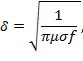 δ = √(1/πμσf),